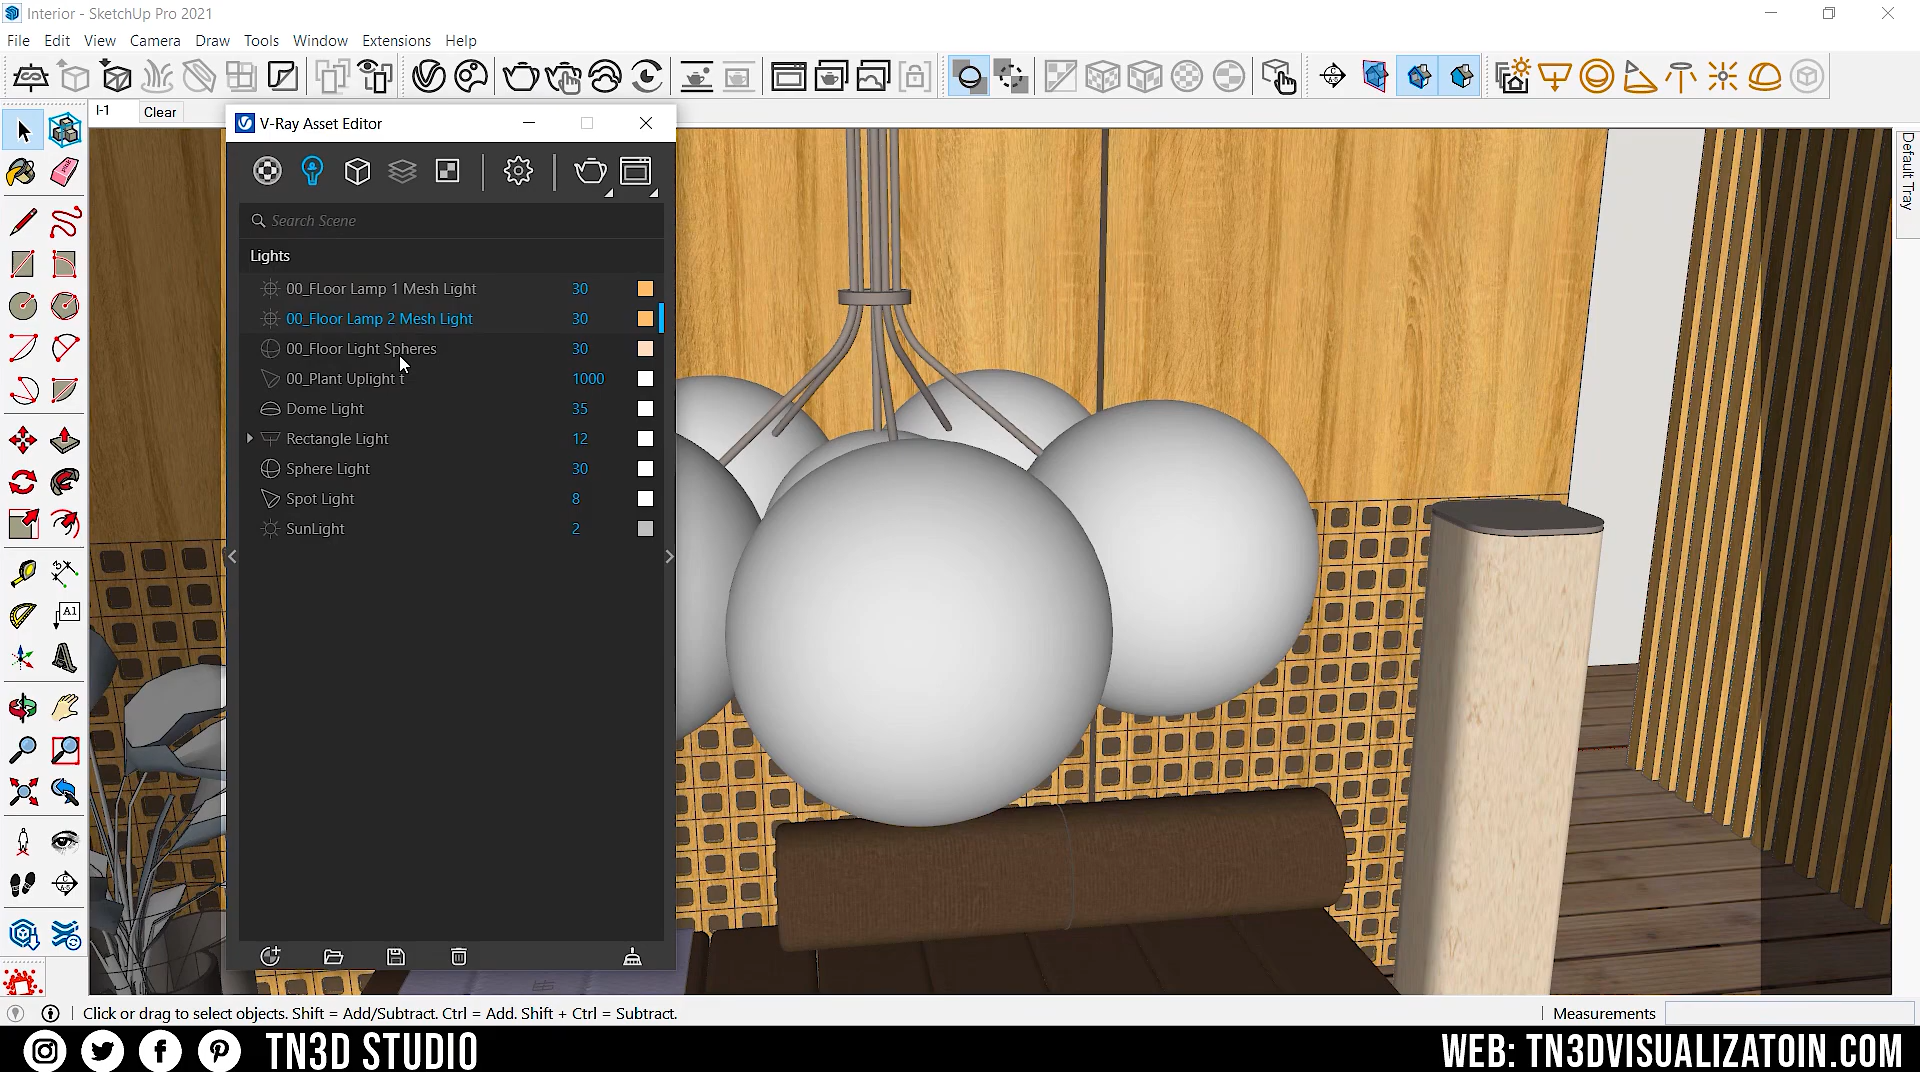 Interior - SketchUp Pro 2021
File Edit View Camera Draw Tools Window Extensions Help
I-1 Clear
V-Ray Asset Editor
Default Tray
Search Scene
Lights
00_FLoor Lamp 1 Mesh Light 30
00_Floor Lamp 2 Mesh Light 30
00_Floor Light Spheres 30
00_Plant Uplight t 1000
Dome Light 35
Rectangle Light 12
Sphere Light 30
Spot Light 8
SunLight 2
A1
Click or drag to select objects. Shift = Add/Subtract. Ctrl = Add. Shift + Ctrl = Subtract.
Measurements
TN3D STUDIO
WEB: TN3DVISUALIZATOIN.COM